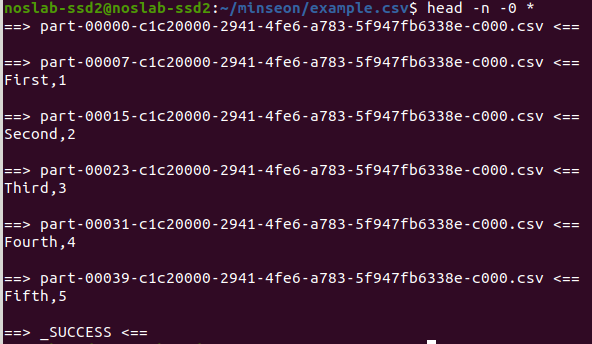 noslab-ssd2@noslab-ssd2:~/minseon/example.csv$ head -n -0 *
==> part-00000-c1c20000-2941-4fe6-a783-5f947fb6338e-c000.csv <==
==> part-00007-c1c20000-2941-4fe6-a783-5f947fb6338e-c000.csv <==
First,1
==> part-00015-c1c20000-2941-4fe6-a783-5f947fb6338e-c000.csv <==
Second,2
==> part-00023-c1c20000-2941-4fe6-a783-5f947fb6338e-c000.csv <==
Third,3
==> part-00031-c1c20000-2941-4fe6-a783-5f947fb6338e-c000.csv <==
Fourth,4
==> part-00039-c1c20000-2941-4fe6-a783-5f947fb6338e-c000.csv <==
Fifth,5
==> _SUCCESS <==